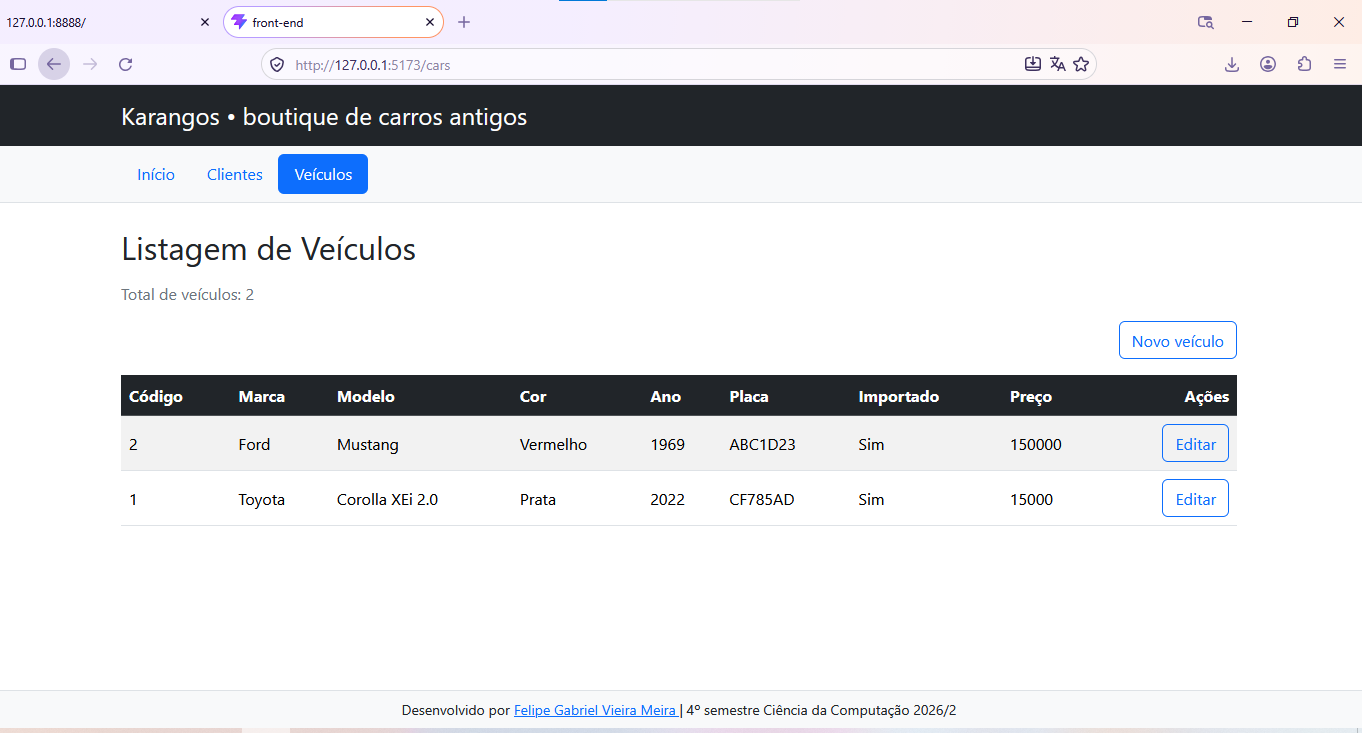 127.0.0.1:8888/
front-end
http://127.0.0.1:5173/cars
Karangos • boutique de carros antigos
Início Clientes Veículos
Listagem de Veículos
Total de veículos: 2
Novo veículo
Código Marca Modelo Cor Ano Placa Importado Preço Ações
2 Ford Mustang Vermelho 1969 ABC1D23 Sim 150000 Editar
1 Toyota Corolla XEi 2.0 Prata 2022 CF785AD Sim 15000 Editar
Desenvolvido por Felipe Gabriel Vieira Meira | 4º semestre Ciência da Computação 2026/2